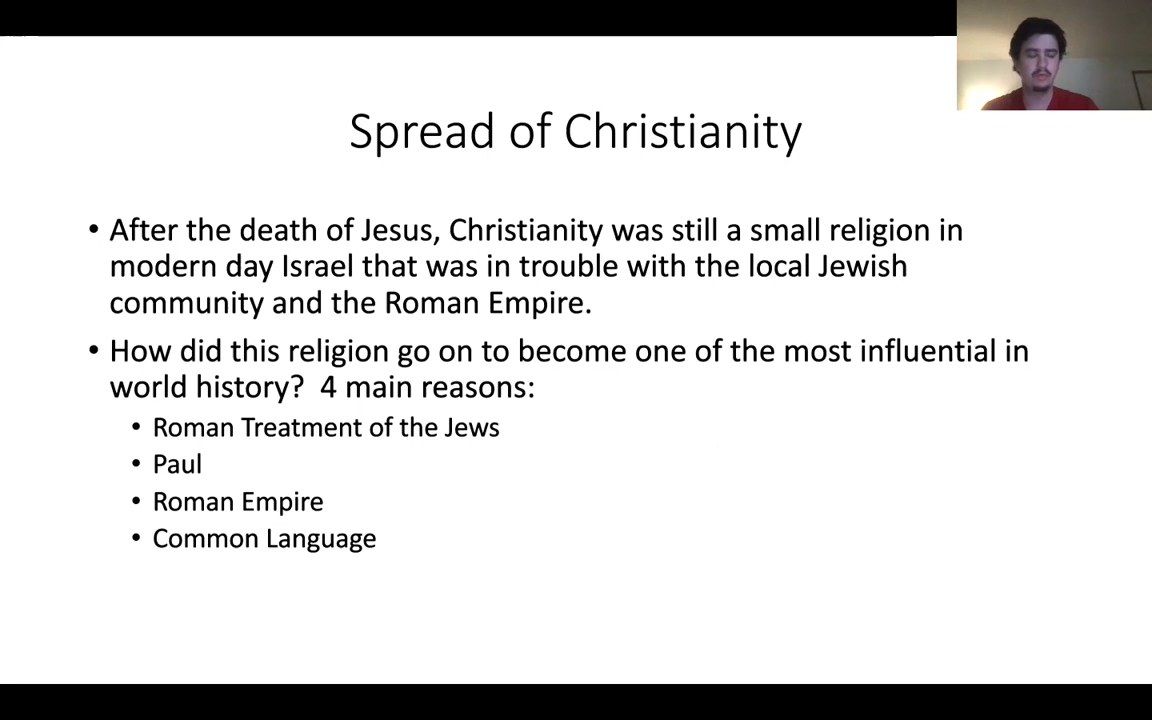 Spread of Christianity
• After the death of Jesus, Christianity was still a small religion in
modern day Israel that was in trouble with the local Jewish
community and the Roman Empire.
• How did this religion go on to become one of the most influential in
world history?  4 main reasons:
• Roman Treatment of the Jews
• Paul
• Roman Empire
• Common Language